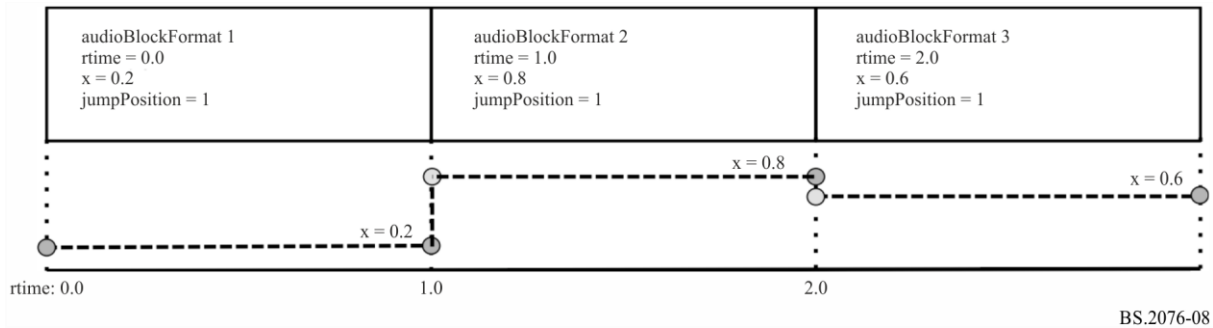 audioBlockFormat 1
rtime = 0.0
x = 0.2
jumpPosition = 1
audioBlockFormat 2
rtime = 1.0
x = 0.8
jumpPosition = 1
audioBlockFormat 3
rtime = 2.0
x = 0.6
jumpPosition = 1
x = 0.8
x = 0.6
x = 0.2
rtime: 0.0
1.0
2.0
BS.2076-08